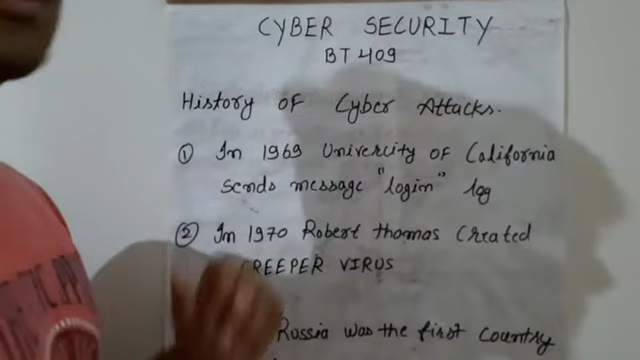 CYBER SECURITY
BT 409
History of Cyber Attacks.
① In 1969 Univercity of California
sends message "login" log
② In 1970 Robert thomas Created
REEPER VIRUS
Russia was the first country